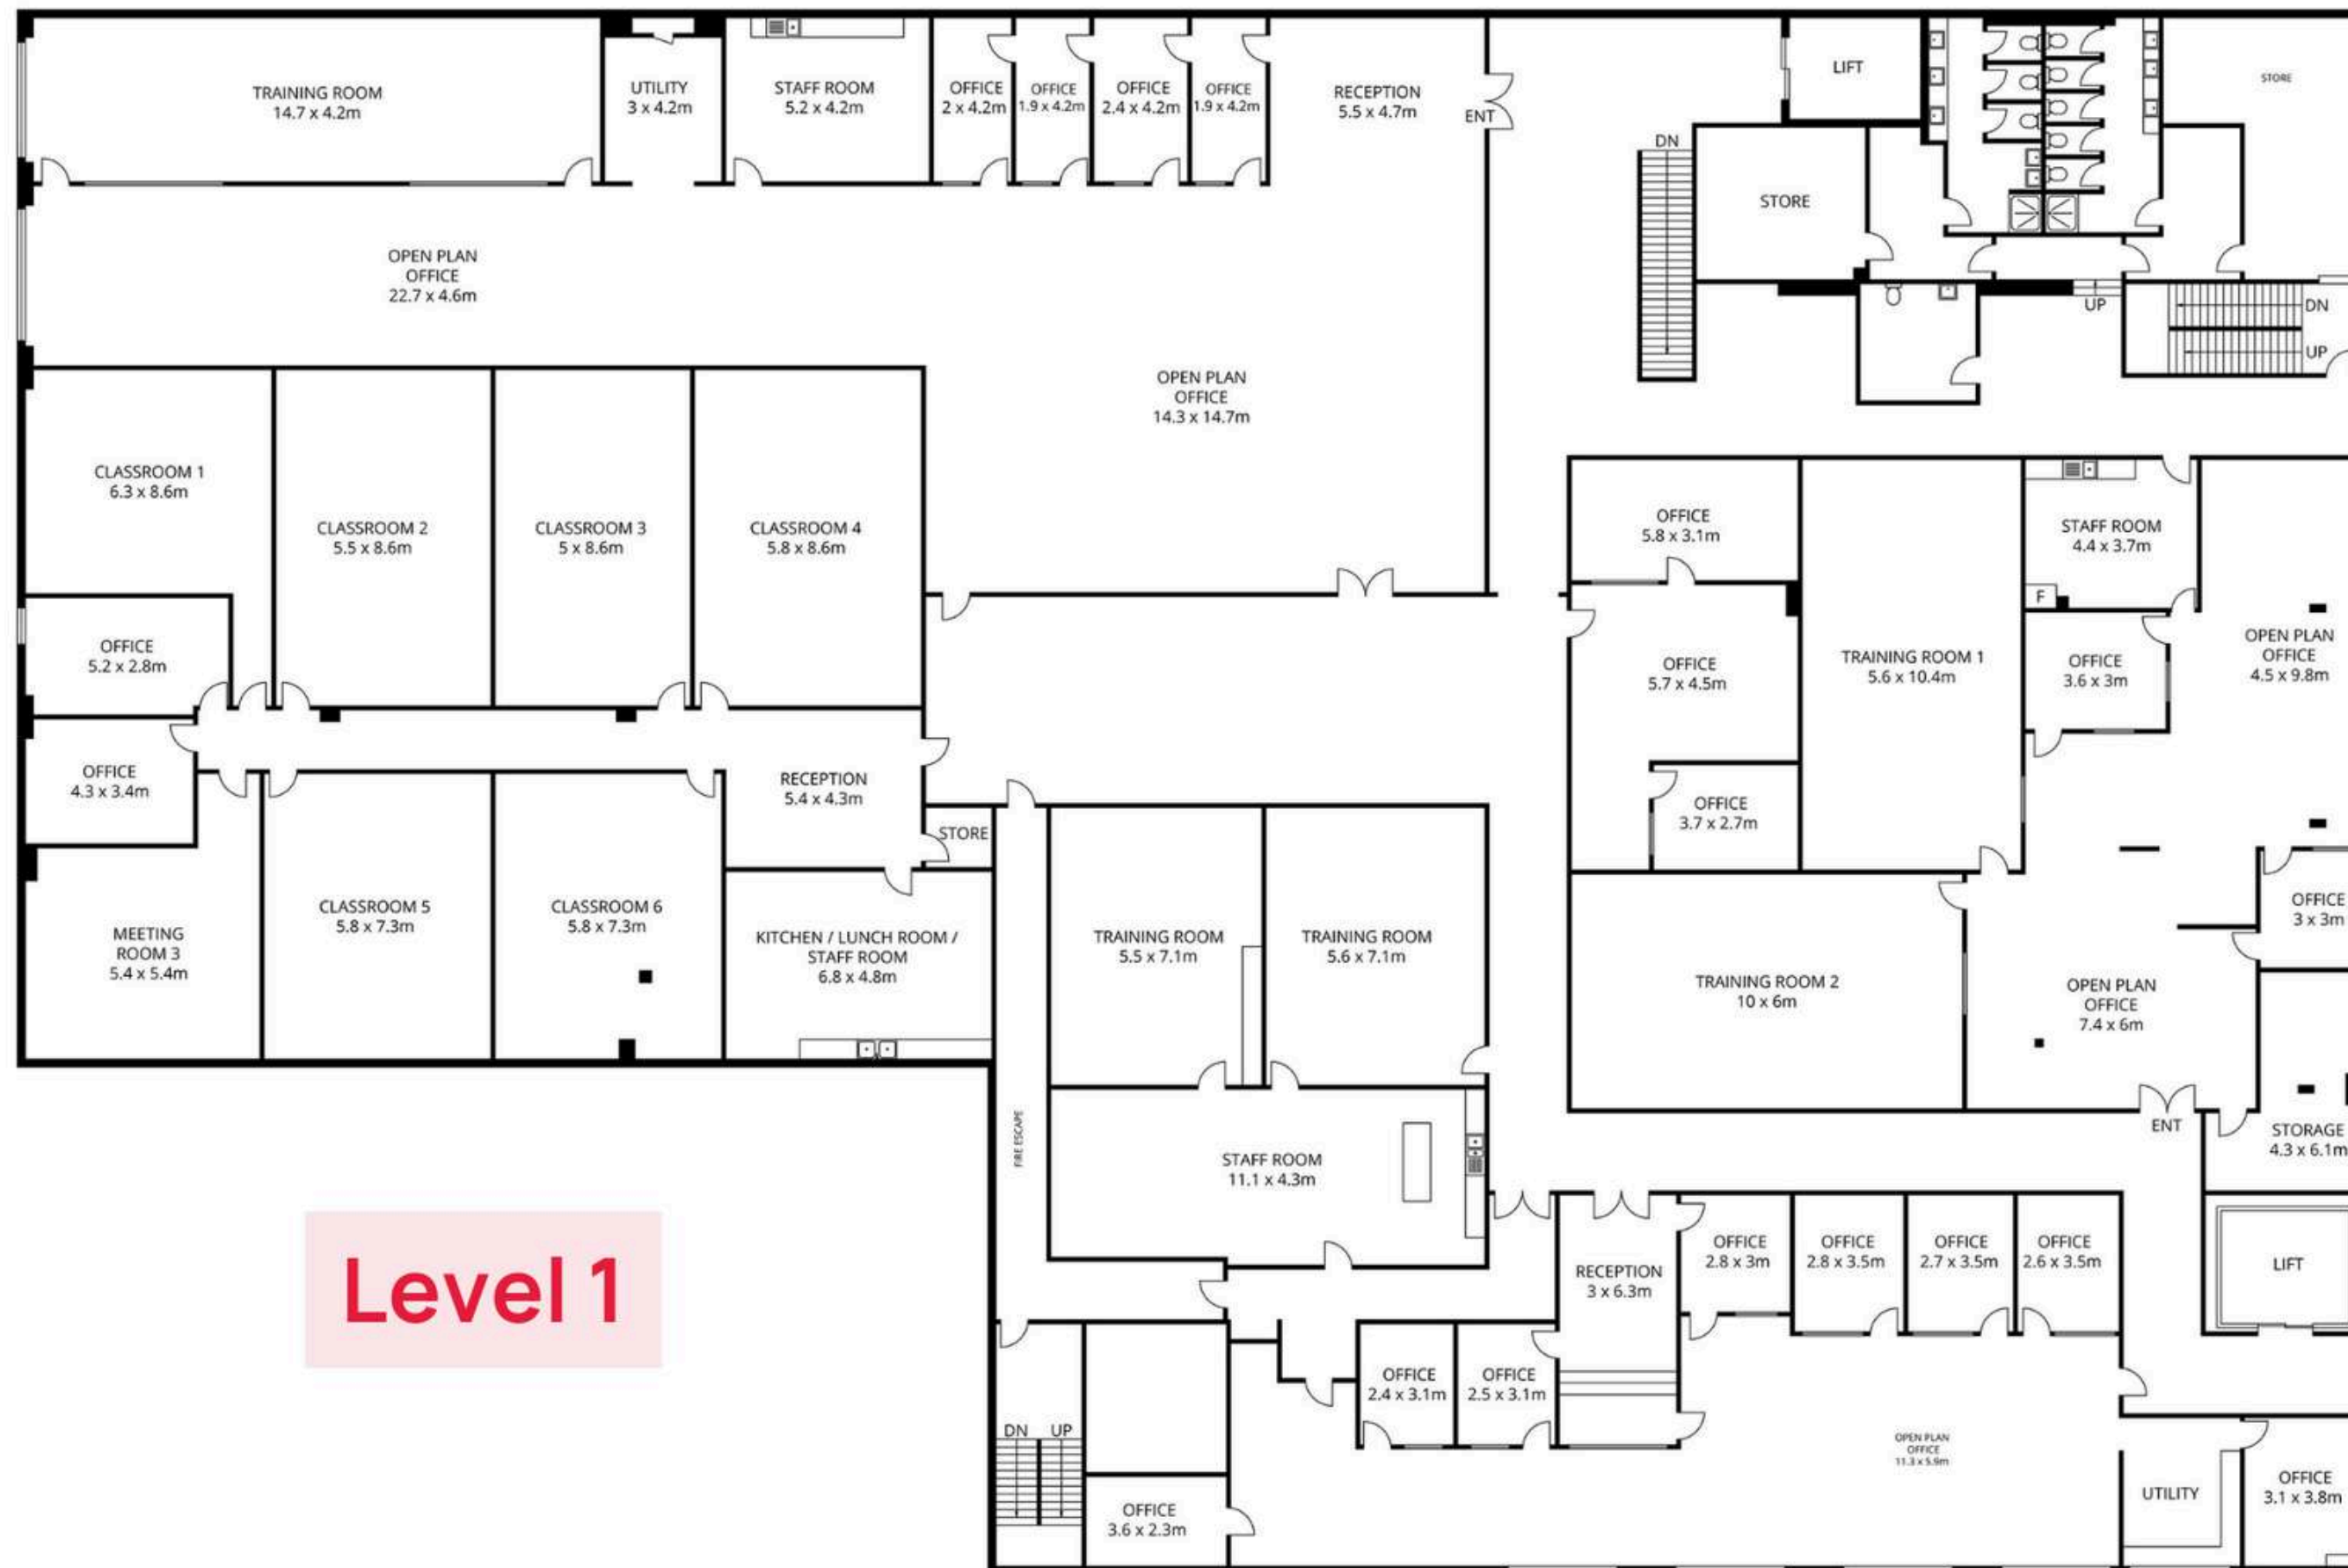 TRAINING ROOM
14.7 x 4.2m
UTILITY
3 x 4.2m
STAFF ROOM
5.2 x 4.2m
OFFICE
2 x 4.2m
OFFICE
1.9 x 4.2m
OFFICE
2.4 x 4.2m
OFFICE
1.9 x 4.2m
RECEPTION
5.5 x 4.7m
ENT
LIFT
STORE
DN
STORE
OPEN PLAN
OFFICE
22.7 x 4.6m
UP
DN
UP
OPEN PLAN
OFFICE
14.3 x 14.7m
CLASSROOM 1
6.3 x 8.6m
CLASSROOM 2
5.5 x 8.6m
CLASSROOM 3
5 x 8.6m
CLASSROOM 4
5.8 x 8.6m
OFFICE
5.8 x 3.1m
STAFF ROOM
4.4 x 3.7m
F
OFFICE
5.2 x 2.8m
OFFICE
5.7 x 4.5m
TRAINING ROOM 1
5.6 x 10.4m
OFFICE
3.6 x 3m
OPEN PLAN
OFFICE
4.5 x 9.8m
OFFICE
4.3 x 3.4m
RECEPTION
5.4 x 4.3m
STORE
OFFICE
3.7 x 2.7m
MEETING
ROOM 3
5.4 x 5.4m
CLASSROOM 5
5.8 x 7.3m
CLASSROOM 6
5.8 x 7.3m
KITCHEN / LUNCH ROOM /
STAFF ROOM
6.8 x 4.8m
TRAINING ROOM
5.5 x 7.1m
TRAINING ROOM
5.6 x 7.1m
TRAINING ROOM 2
10 x 6m
OPEN PLAN
OFFICE
7.4 x 6m
OFFICE
3 x 3m
ENT
STORAGE
4.3 x 6.1m
FIRE ESCAPE
STAFF ROOM
11.1 x 4.3m
Level 1
RECEPTION
3 x 6.3m
OFFICE
2.8 x 3m
OFFICE
2.8 x 3.5m
OFFICE
2.7 x 3.5m
OFFICE
2.6 x 3.5m
LIFT
OFFICE
2.4 x 3.1m
OFFICE
2.5 x 3.1m
DN
UP
OPEN PLAN
OFFICE
11.3 x 5.9m
UTILITY
OFFICE
3.1 x 3.8m
OFFICE
3.6 x 2.3m